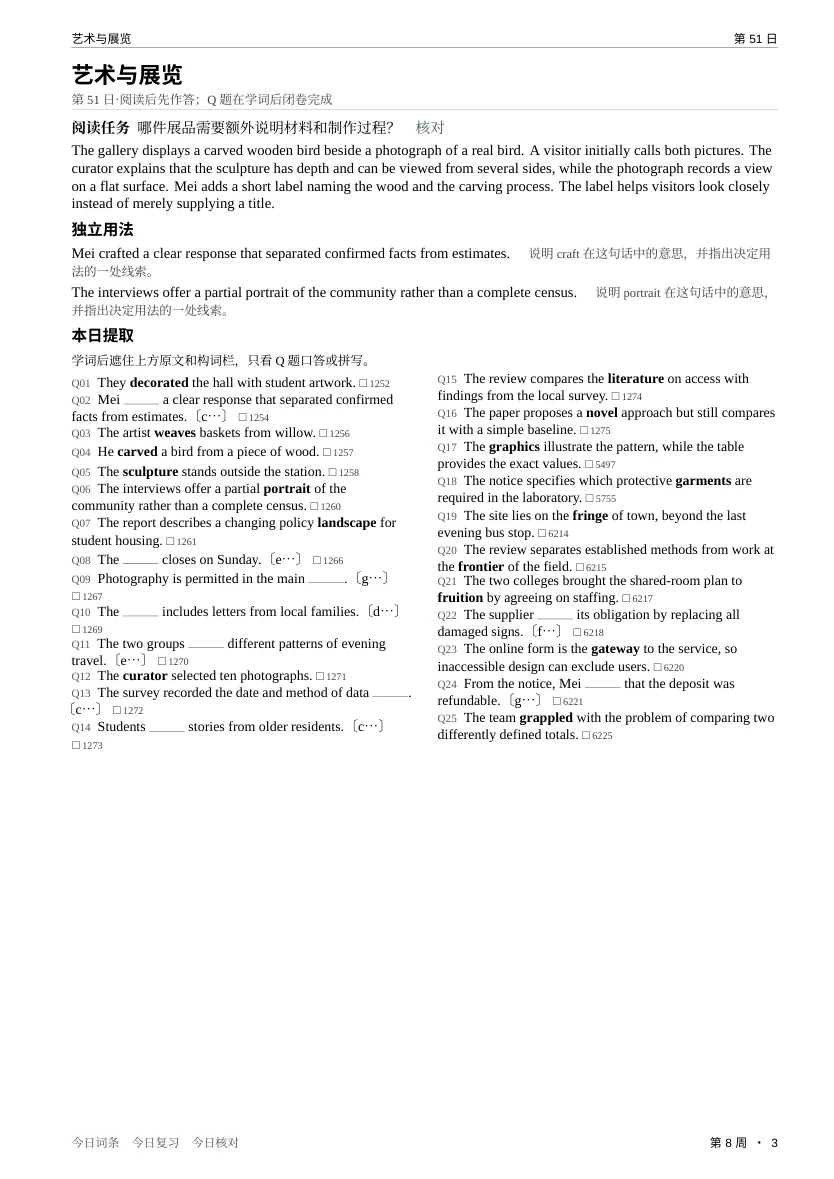 艺术与展览
第 51 日
艺术与展览
第 51 日·阅读后先作答；Q 题在学词后闭卷完成
阅读任务 哪件展品需要额外说明材料和制作过程？ 核对
The gallery displays a carved wooden bird beside a photograph of a real bird. A visitor initially calls both pictures. The
curator explains that the sculpture has depth and can be viewed from several sides, while the photograph records a view
on a flat surface. Mei adds a short label naming the wood and the carving process. The label helps visitors look closely
instead of merely supplying a title.
独立用法
Mei crafted a clear response that separated confirmed facts from estimates. 说明 craft 在这句话中的意思，并指出决定用
法的一处线索。
The interviews offer a partial portrait of the community rather than a complete census. 说明 portrait 在这句话中的意思，
并指出决定用法的一处线索。
本日提取
学词后遮住上方原文和构词栏，只看 Q 题口答或拼写。
Q01 They decorated the hall with student artwork. □ 1252
Q02 Mei _____ a clear response that separated confirmed
facts from estimates. 〔c···〕 □ 1254
Q03 The artist weaves baskets from willow. □ 1256
Q04 He carved a bird from a piece of wood. □ 1257
Q05 The sculpture stands outside the station. □ 1258
Q06 The interviews offer a partial portrait of the
community rather than a complete census. □ 1260
Q07 The report describes a changing policy landscape for
student housing. □ 1261
Q08 The _____ closes on Sunday. 〔e···〕 □ 1266
Q09 Photography is permitted in the main _____. 〔g···〕
□ 1267
Q10 The _____ includes letters from local families. 〔d···〕
□ 1269
Q11 The two groups _____ different patterns of evening
travel. 〔e···〕 □ 1270
Q12 The curator selected ten photographs. □ 1271
Q13 The survey recorded the date and method of data _____.
〔c···〕 □ 1272
Q14 Students _____ stories from older residents. 〔c···〕
□ 1273
Q15 The review compares the literature on access with
findings from the local survey. □ 1274
Q16 The paper proposes a novel approach but still compares
it with a simple baseline. □ 1275
Q17 The graphics illustrate the pattern, while the table
provides the exact values. □ 5497
Q18 The notice specifies which protective garments are
required in the laboratory. □ 5755
Q19 The site lies on the fringe of town, beyond the last
evening bus stop. □ 6214
Q20 The review separates established methods from work at
the frontier of the field. □ 6215
Q21 The two colleges brought the shared-room plan to
fruition by agreeing on staffing. □ 6217
Q22 The supplier _____ its obligation by replacing all
damaged signs. 〔f···〕 □ 6218
Q23 The online form is the gateway to the service, so
inaccessible design can exclude users. □ 6220
Q24 From the notice, Mei _____ that the deposit was
refundable. 〔g···〕 □ 6221
Q25 The team grappled with the problem of comparing two
differently defined totals. □ 6225
今日词条 今日复习 今日核对
第 8 周 · 3